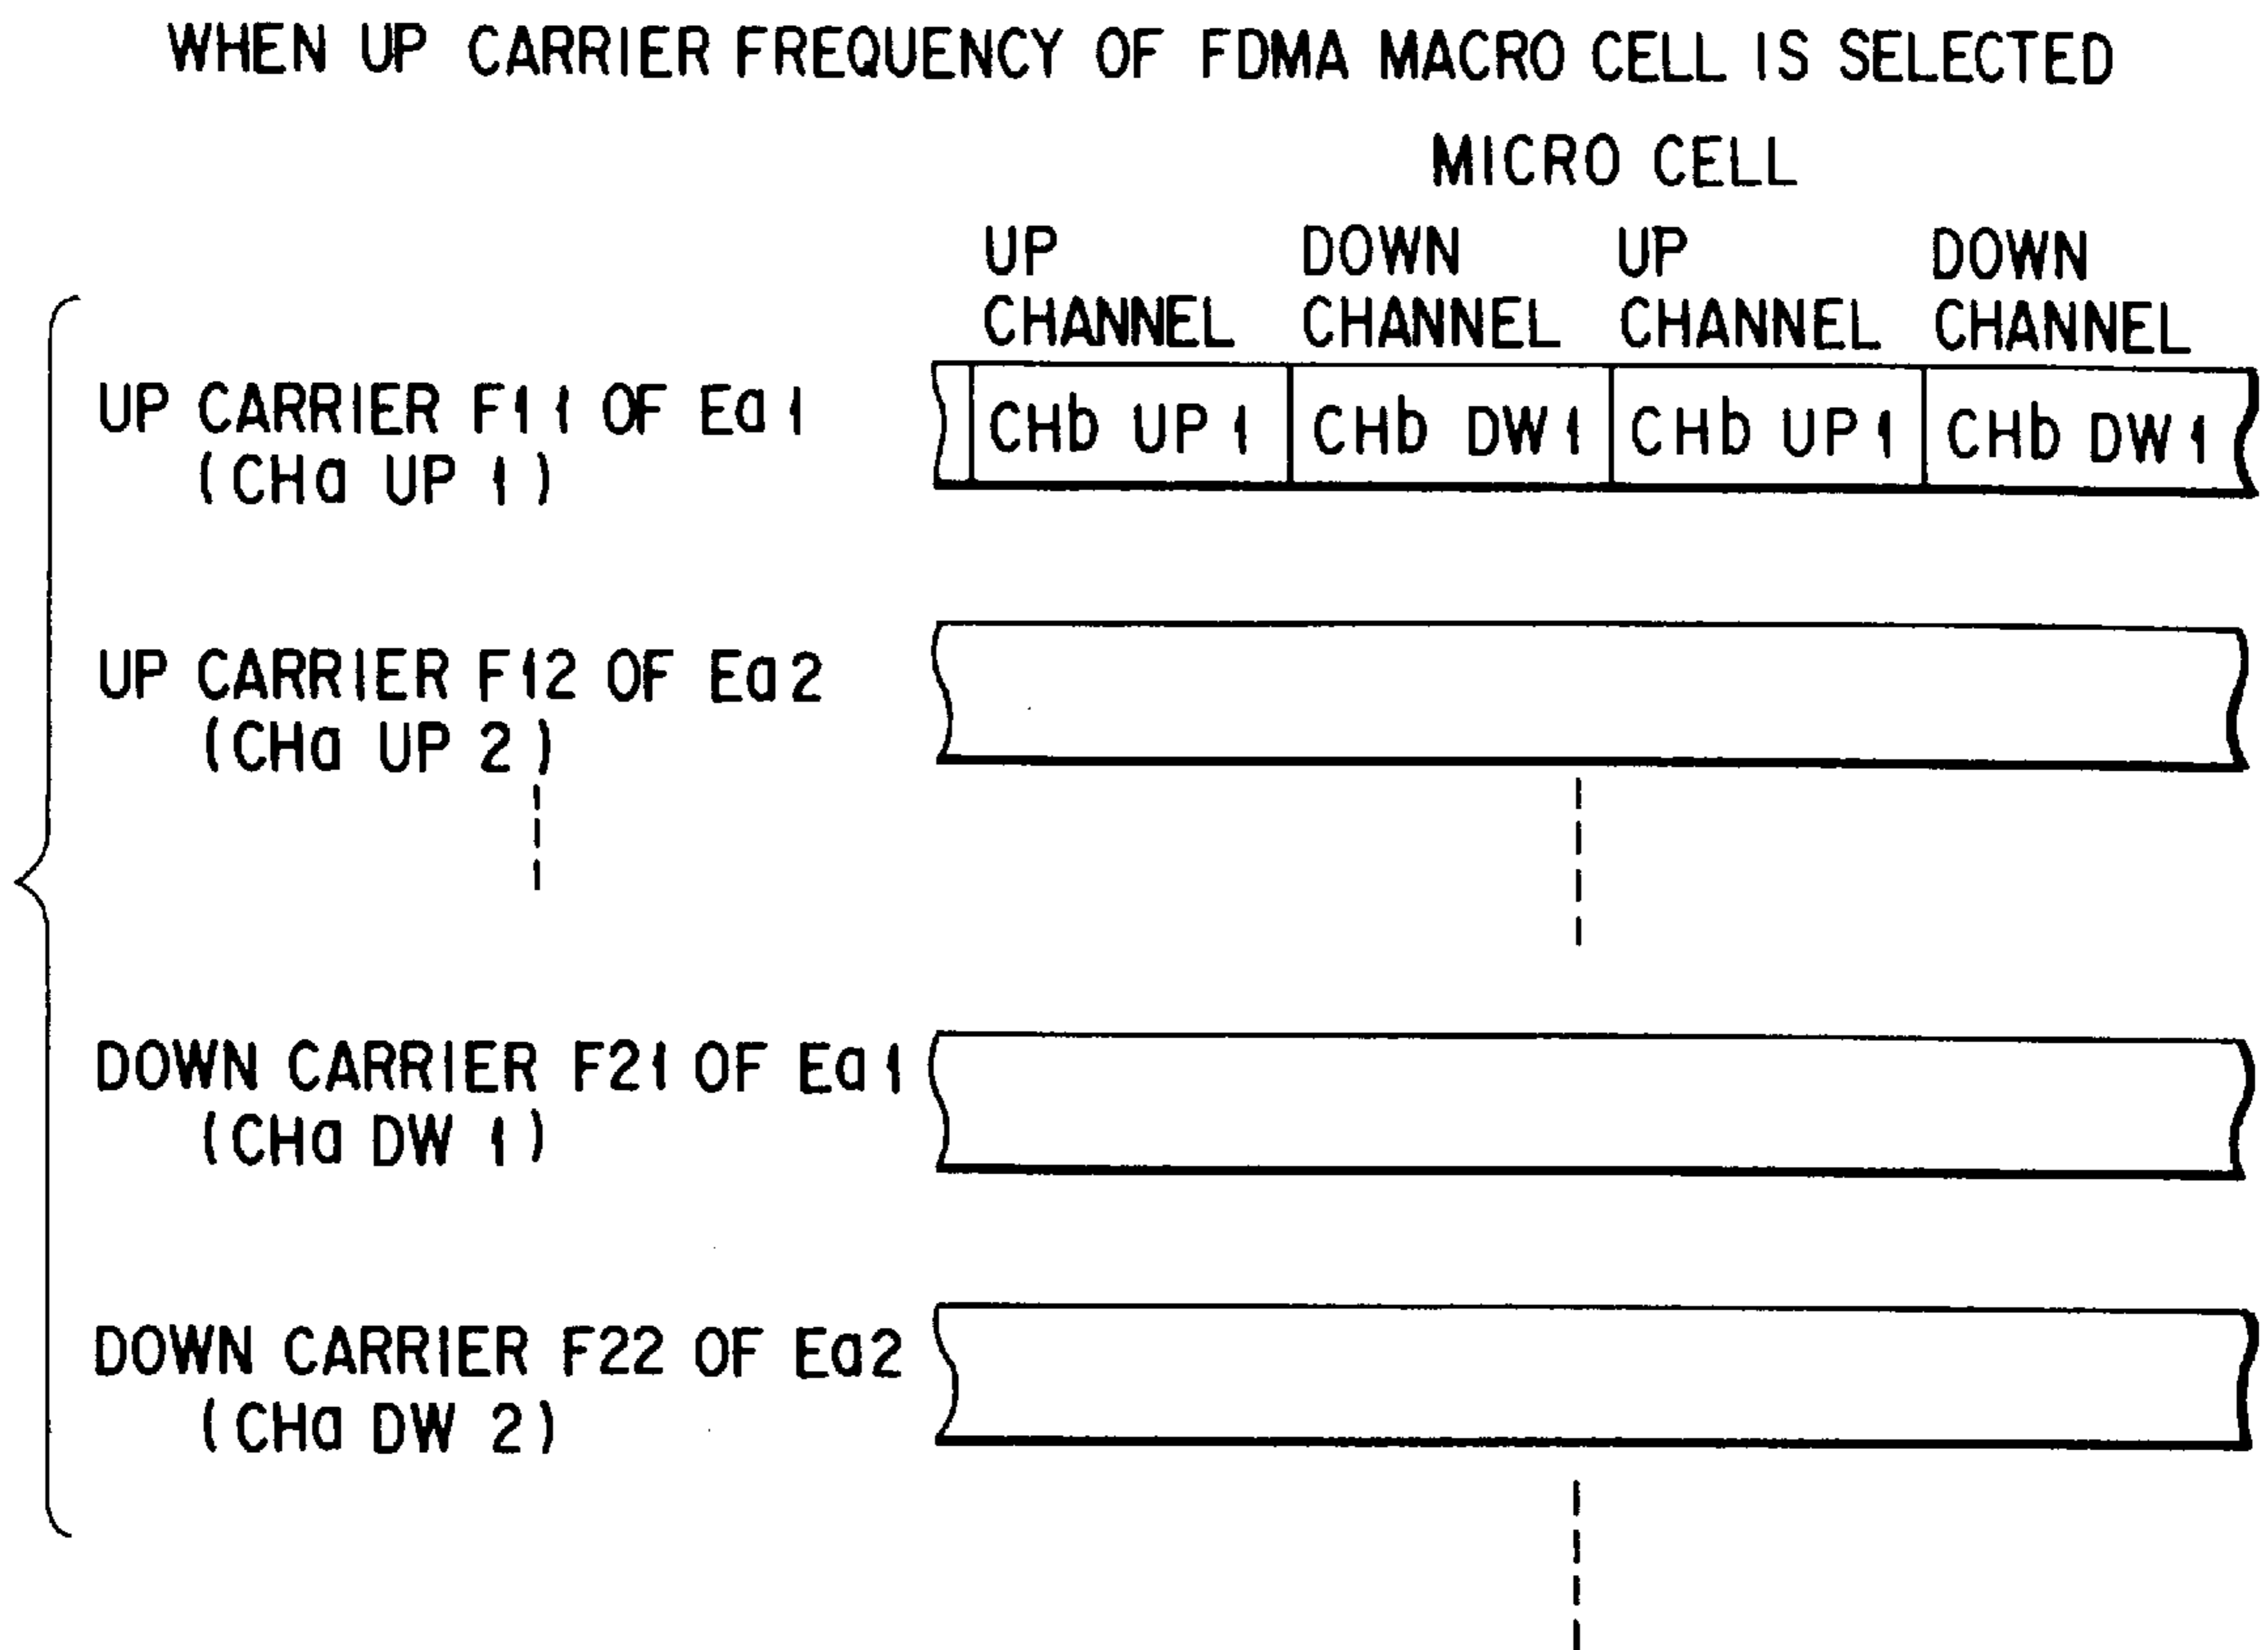 WHEN UP CARRIER FREQUENCY OF FDMA MACRO CELL IS SELECTED
MICRO CELL
UP CHANNEL DOWN CHANNEL UP CHANNEL DOWN CHANNEL
UP CARRIER F11 OF Ea1
(CHa UP 1)
CHb UP1 CHb DW1 CHb UP1 CHb DW1
UP CARRIER F12 OF Ea2
(CHa UP 2)
DOWN CARRIER F21 OF Ea1
(CHa DW 1)
DOWN CARRIER F22 OF Ea2
(CHa DW 2)